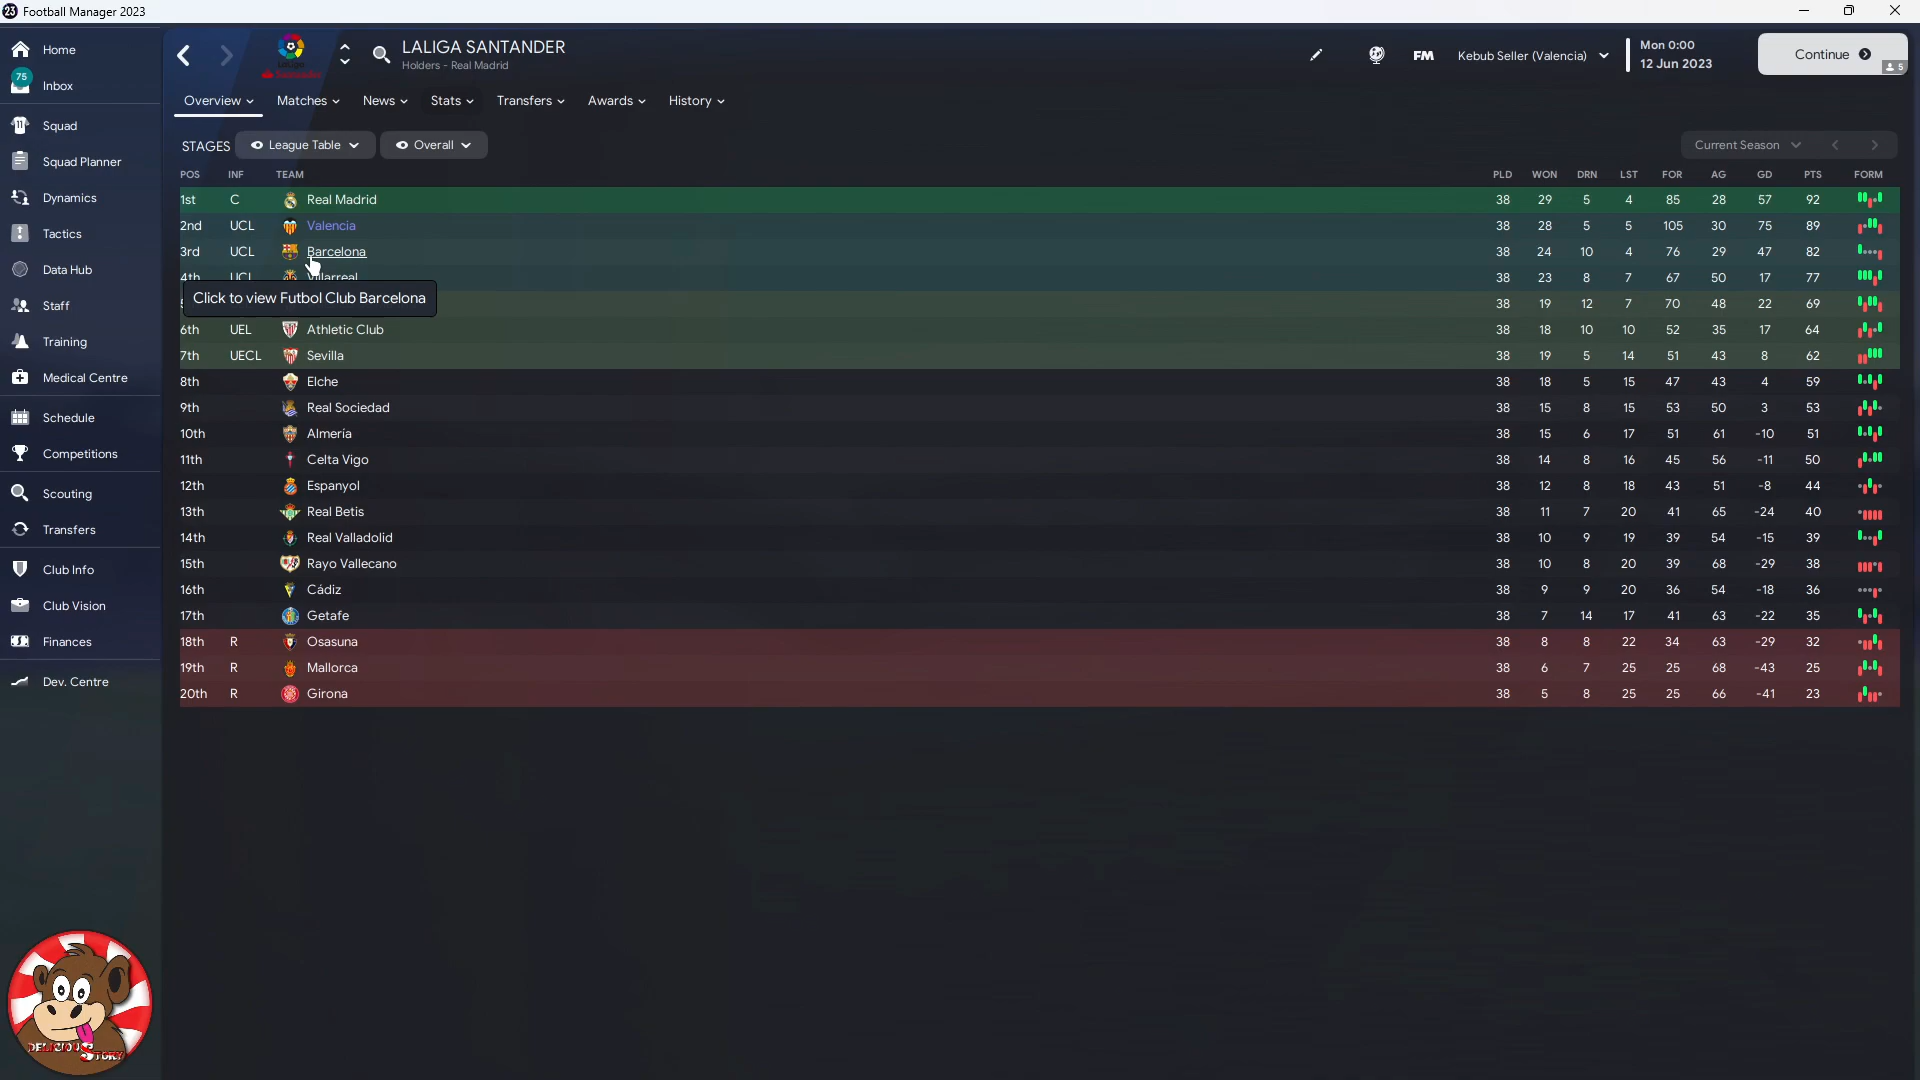 23 Football Manager 2023
Home
75
Inbox
Squad
Squad Planner
Dynamics
Tactics
Data Hub
Staff
Training
Medical Centre
Schedule
Competitions
Scouting
Transfers
Club Info
Club Vision
Finances
Dev. Centre
DELICIOUS STORY
LALIGA SANTANDER
Holders - Real Madrid
FM Kebub Seller (Valencia)
Mon 0:00
12 Jun 2023
Continue
5
Overview Matches News Stats Transfers Awards History
STAGES League Table Overall Current Season
POS INF TEAM PLD WON DRN LST FOR AG GD PTS FORM
1st C Real Madrid 38 29 5 4 85 28 57 92
2nd UCL Valencia 38 28 5 5 105 30 75 89
3rd UCL Barcelona 38 24 10 4 76 29 47 82
4th UCL Villarreal 38 23 8 7 67 50 17 77
Click to view Futbol Club Barcelona
38 19 12 7 70 48 22 69
6th UEL Athletic Club 38 18 10 10 52 35 17 64
7th UECL Sevilla 38 19 5 14 51 43 8 62
8th Elche 38 18 5 15 47 43 4 59
9th Real Sociedad 38 15 8 15 53 50 3 53
10th Almería 38 15 6 17 51 61 -10 51
11th Celta Vigo 38 14 8 16 45 56 -11 50
12th Espanyol 38 12 8 18 43 51 -8 44
13th Real Betis 38 11 7 20 41 65 -24 40
14th Real Valladolid 38 10 9 19 39 54 -15 39
15th Rayo Vallecano 38 10 8 20 39 68 -29 38
16th Cádiz 38 9 9 20 36 54 -18 36
17th Getafe 38 7 14 17 41 63 -22 35
18th R Osasuna 38 8 8 22 34 63 -29 32
19th R Mallorca 38 6 7 25 25 68 -43 25
20th R Girona 38 5 8 25 25 66 -41 23